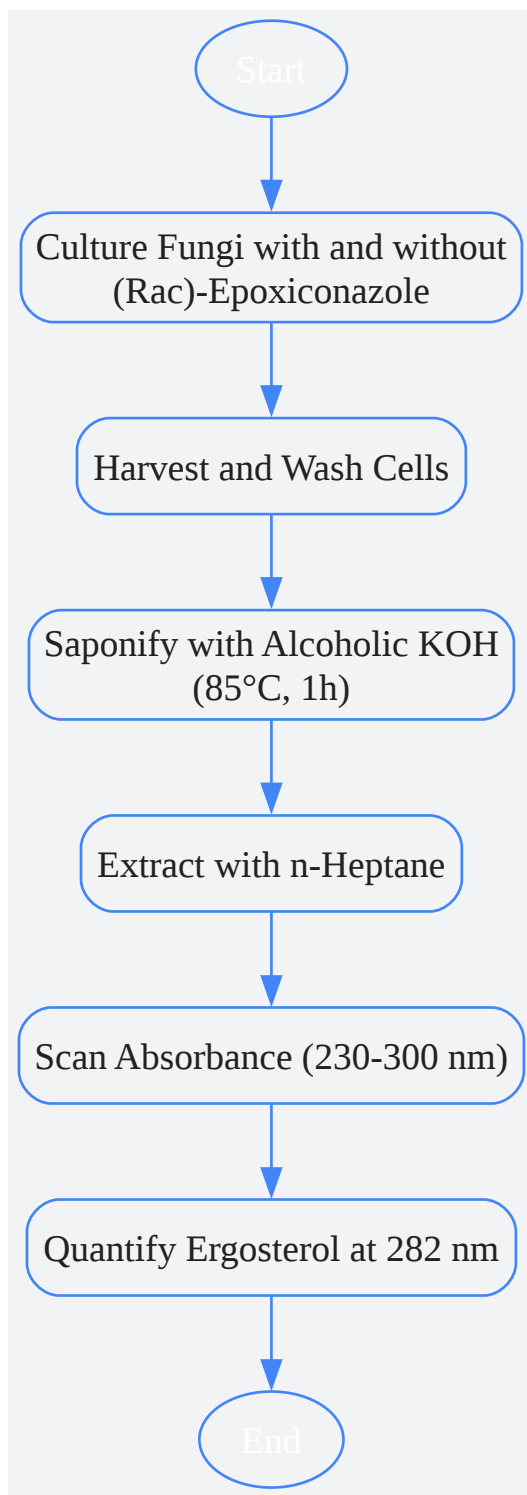 Start
Culture Fungi with and without
(Rac)-Epoxiconazole
Harvest and Wash Cells
Saponify with Alcoholic KOH
(85°C, 1h)
Extract with n-Heptane
Scan Absorbance (230-300 nm)
Quantify Ergosterol at 282 nm
End